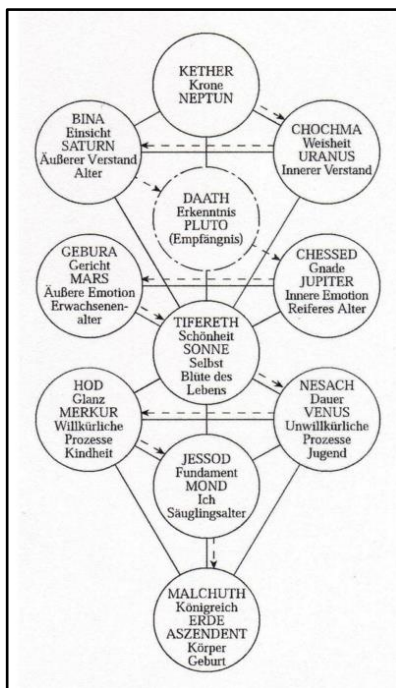 KETHER
Krone
NEPTUN
BINA
Einsicht
SATURN
Äußerer Verstand
Alter
CHOCHMA
Weisheit
URANUS
Innerer Verstand
DAATH
Erkenntnis
PLUTO
(Empfängnis)
GEBURA
Gericht
MARS
Äußere Emotion
Erwachsenen-
alter
CHESSED
Gnade
JUPITER
Innere Emotion
Reiferes Alter
TIFERETH
Schönheit
SONNE
Selbst
Blüte des
Lebens
HOD
Glanz
MERKUR
Willkürliche
Prozesse
Kindheit
NESACH
Dauer
VENUS
Unwillkürliche
Prozesse
Jugend
JESSOD
Fundament
MOND
Ich
Säuglingsalter
MALCHUTH
Königreich
ERDE
ASZENDENT
Körper
Geburt